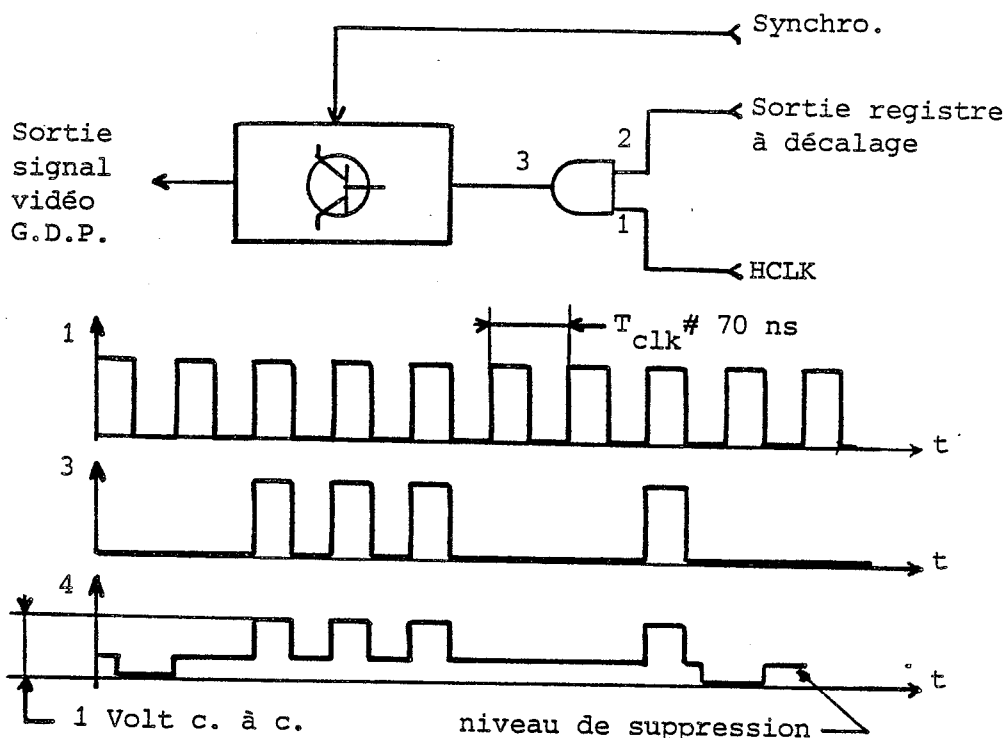 Synchro.
Sortie registre
à décalage
2
3
1
HCLK
Sortie
signal
vidéo
G.D.P.
1
T clk # 70 ns
t
3
t
4
t
1 Volt c. à c.
niveau de suppression